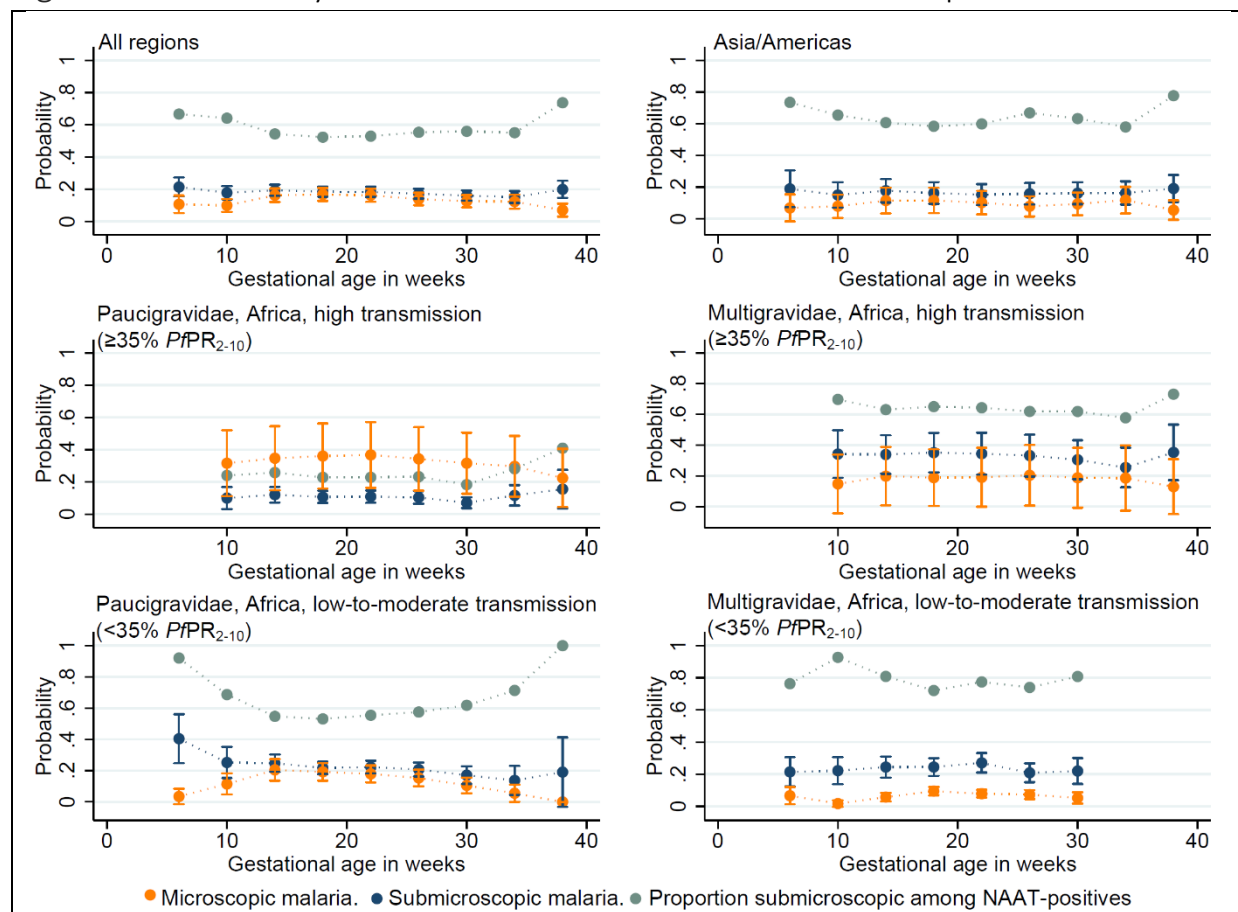 All regions
Probability
0 .2 .4 .6 .8 1
0 10 20 30 40
Gestational age in weeks
Asia/Americas
Probability
0 .2 .4 .6 .8 1
0 10 20 30 40
Gestational age in weeks
Paucigravidae, Africa, high transmission
(≥35% PfPR2-10)
Probability
0 .2 .4 .6 .8 1
10 20 30 40
Gestational age in weeks
Multigravidae, Africa, high transmission
(≥35% PfPR2-10)
Probability
0 .2 .4 .6 .8 1
10 20 30 40
Gestational age in weeks
Paucigravidae, Africa, low-to-moderate transmission
(<35% PfPR2-10)
Probability
0 .2 .4 .6 .8 1
0 10 20 30 40
Gestational age in weeks
Multigravidae, Africa, low-to-moderate transmission
(<35% PfPR2-10)
Probability
0 .2 .4 .6 .8 1
0 10 20 30 40
Gestational age in weeks
Microscopic malaria. Submicroscopic malaria. Proportion submicroscopic among NAAT-positives